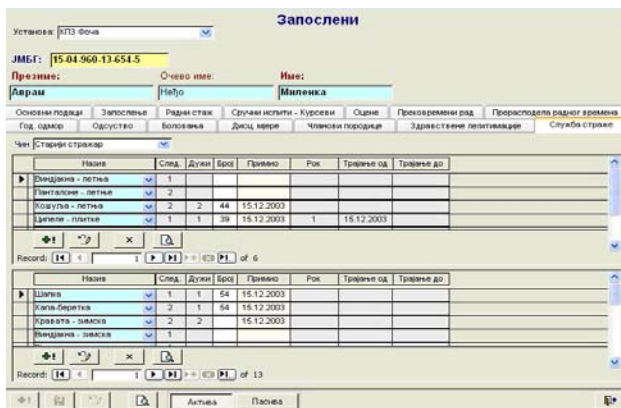 Запослени
Установа: КПЗ Фоча
ЈМБГ: 15-04-960-13-654-5
Презиме: Очево име: Име:
Аврам Неђо Миленка
Основни подаци Запослење Радни стаж Стручни испити - Курсеви Оцене Прековремени рад Прерасподела радног времена
Год. одмор Одсуство Боловања Дисц. мјере Чланови породице Здравствене легитимације Служба страже
Чин Старији стражар
Назив След. Дужи Број Примио Рок Трајање од Трајање до
Виндјакна - летња 1
Панталоне - летње 2
Кошуља - летња 2 2 44 15.12.2003
Ципеле - плитке 1 1 39 15.12.2003 1 15.12.2003
Record: 1 of 6
Назив След. Дужи Број Примио Рок Трајање од Трајање до
Шапка 1 1 54 15.12.2003
Капа-беретка 2 1 54 15.12.2003
Кравата - зимска 2 2 15.12.2003
Виндјакна - зимска 1
Record: 1 of 13
Актива Пасива